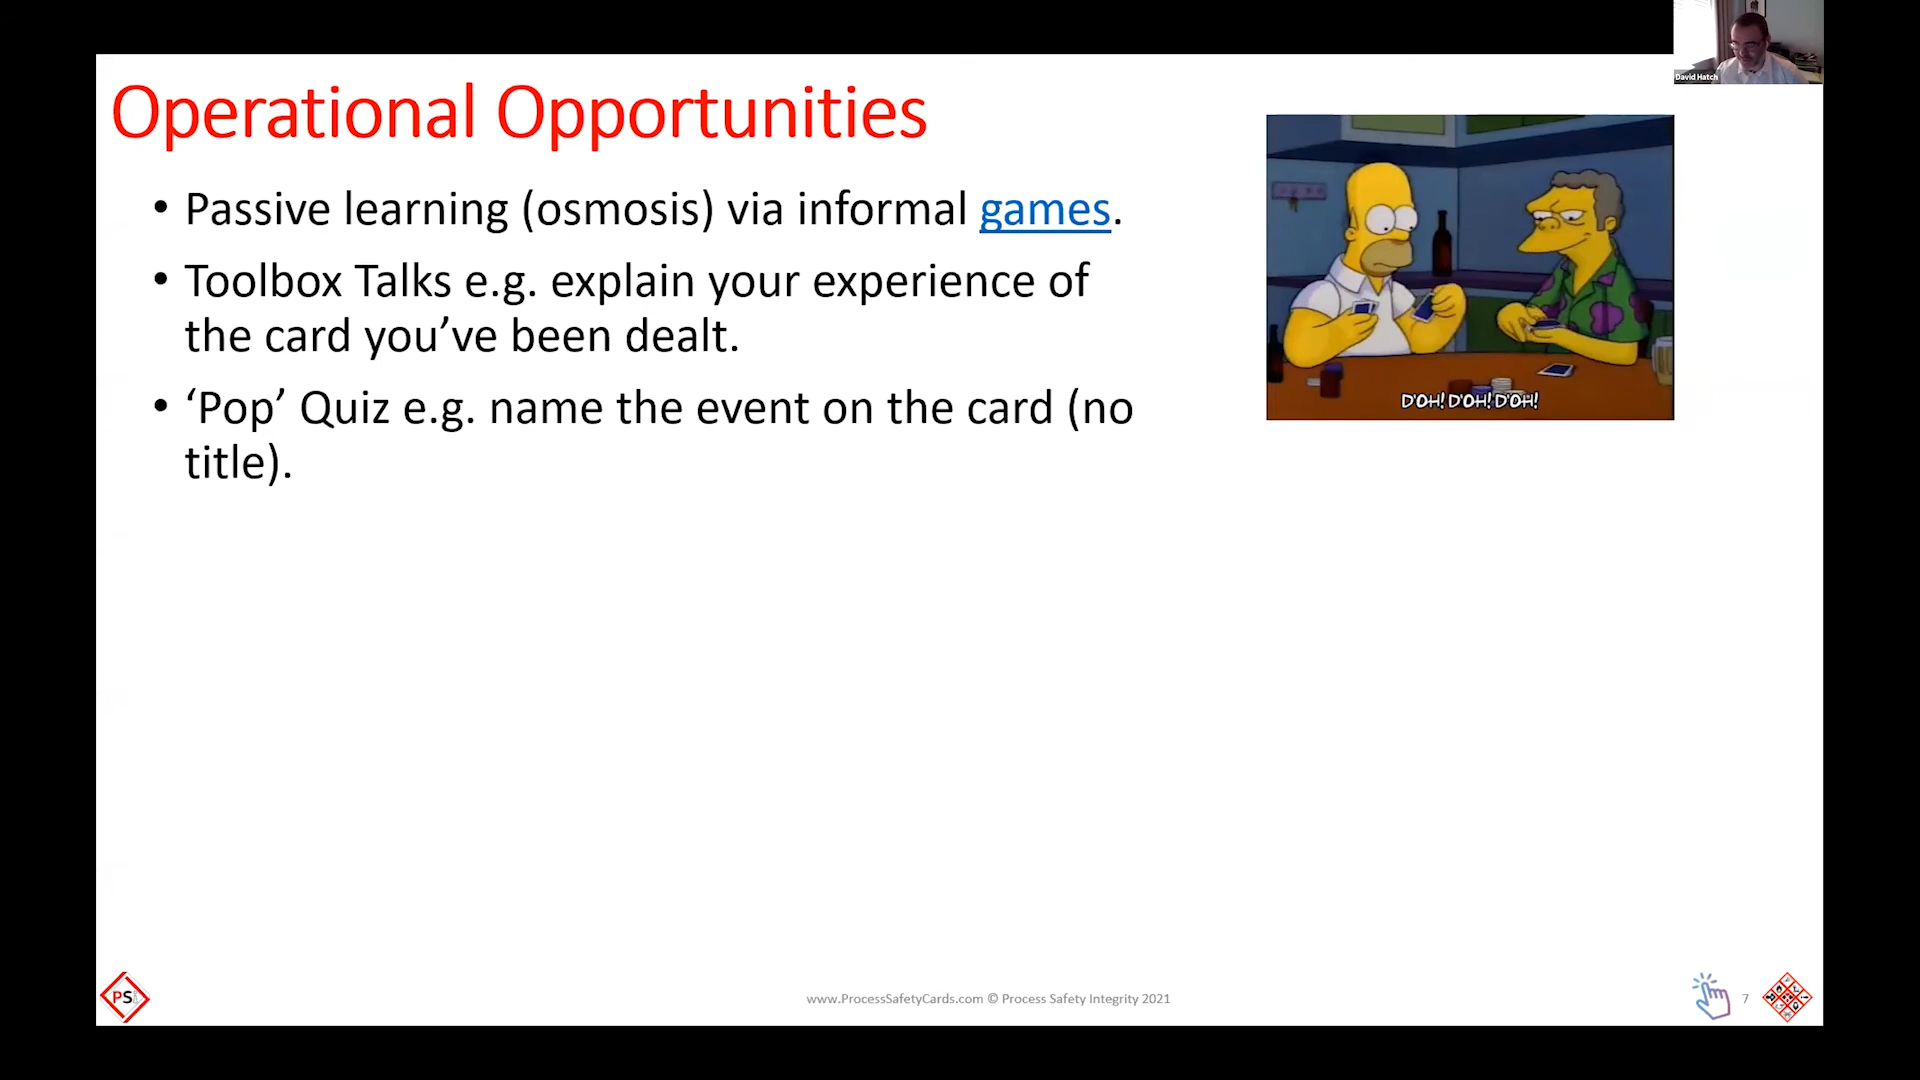 David Hatch
Operational Opportunities
• Passive learning (osmosis) via informal games.
• Toolbox Talks e.g. explain your experience of
the card you’ve been dealt.
• ‘Pop’ Quiz e.g. name the event on the card (no
title).
D'OH! D'OH! D'OH!
PSi
www.ProcessSafetyCards.com © Process Safety Integrity 2021
7